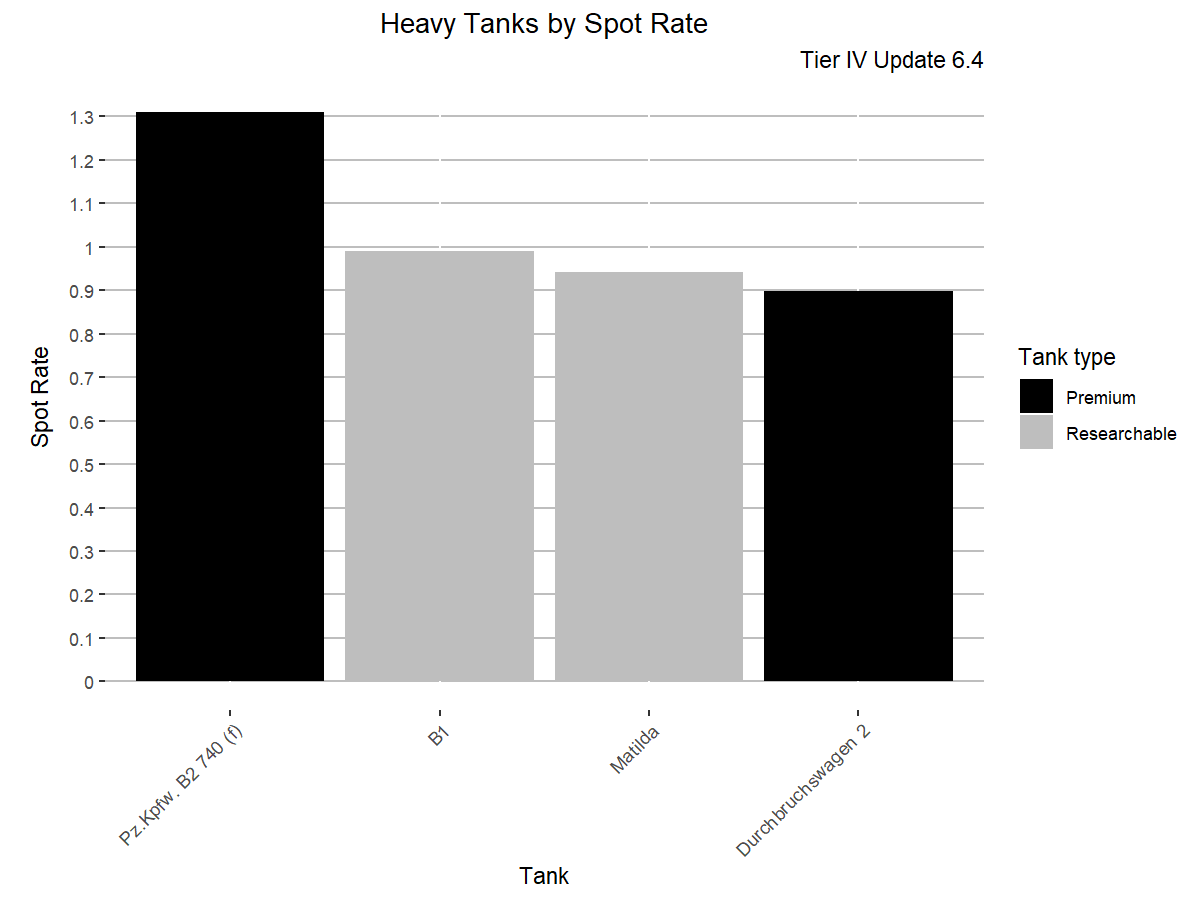 Heavy Tanks by Spot Rate
Tier IV Update 6.4
1.3
1.2
1.1
1
0.9
0.8
0.7
0.6
0.5
0.4
0.3
0.2
0.1
0
Spot Rate
Pz.Kpfw. B2 740 (f)
B1
Matilda
Durchbruchswagen 2
Tank
Tank type
Premium
Researchable